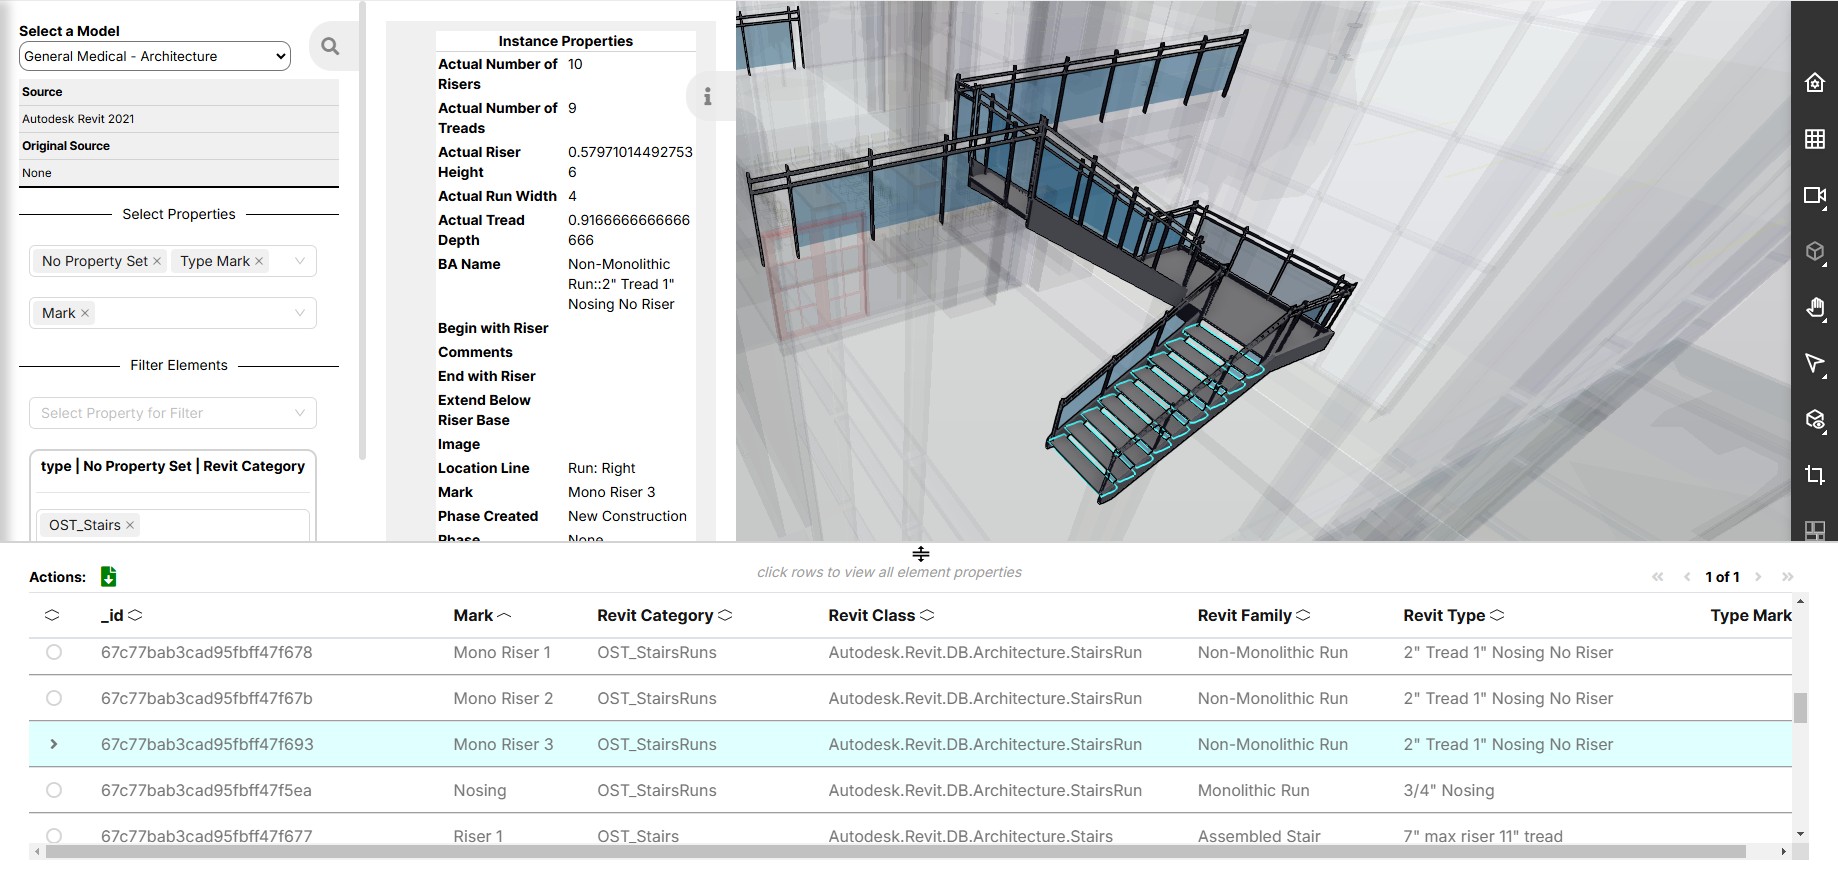 Select a Model
General Medical - Architecture
Source
Autodesk Revit 2021
Original Source
None
Select Properties
No Property Set × Type Mark ×
Mark ×
Filter Elements
Select Property for Filter
type | No Property Set | Revit Category
OST_Stairs ×
Instance Properties
Actual Number of Risers 10
Actual Number of Treads 9
Actual Riser Height 0.579710144927536
Actual Run Width 4
Actual Tread Depth 0.9166666666666666
BA Name Non-Monolithic Run::2" Tread 1" Nosing No Riser
Begin with Riser
Comments
End with Riser
Extend Below Riser Base
Image
Location Line Run: Right
Mark Mono Riser 3
Phase Created New Construction
Phase None
Actions:
click rows to view all element properties
1 of 1
_id Mark Revit Category Revit Class Revit Family Revit Type Type Mark
67c77bab3cad95fbff47f678 Mono Riser 1 OST_StairsRuns Autodesk.Revit.DB.Architecture.StairsRun Non-Monolithic Run 2" Tread 1" Nosing No Riser
67c77bab3cad95fbff47f67b Mono Riser 2 OST_StairsRuns Autodesk.Revit.DB.Architecture.StairsRun Non-Monolithic Run 2" Tread 1" Nosing No Riser
67c77bab3cad95fbff47f693 Mono Riser 3 OST_StairsRuns Autodesk.Revit.DB.Architecture.StairsRun Non-Monolithic Run 2" Tread 1" Nosing No Riser
67c77bab3cad95fbff47f5ea Nosing OST_StairsRuns Autodesk.Revit.DB.Architecture.StairsRun Monolithic Run 3/4" Nosing
67c77bab3cad95fbff47f677 Riser 1 OST_Stairs Autodesk.Revit.DB.Architecture.Stairs Assembled Stair 7" max riser 11" tread